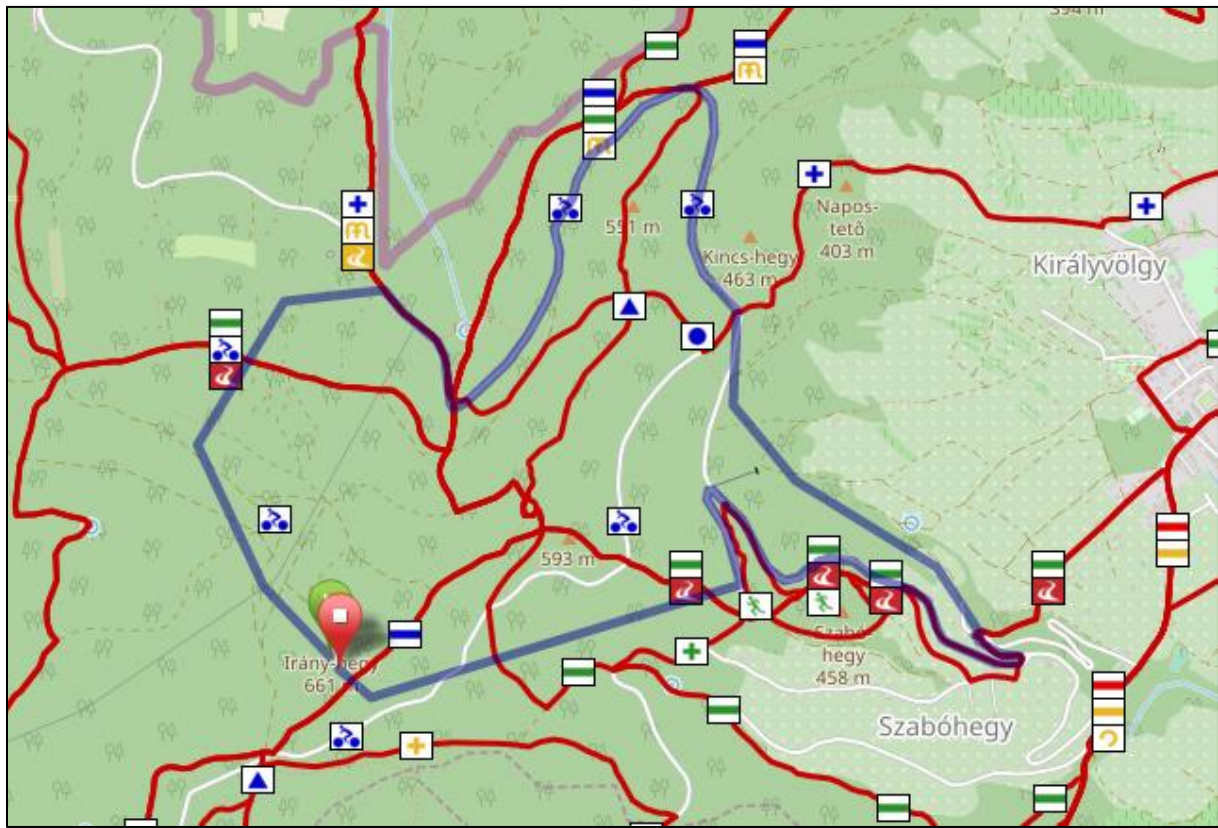 394 m
551 m
Napos-
tető
403 m
Kincs-hegy
463 m
Királyvölgy
593 m
Irány-hegy
661 m
Szabó-
hegy
458 m
Szabóhegy